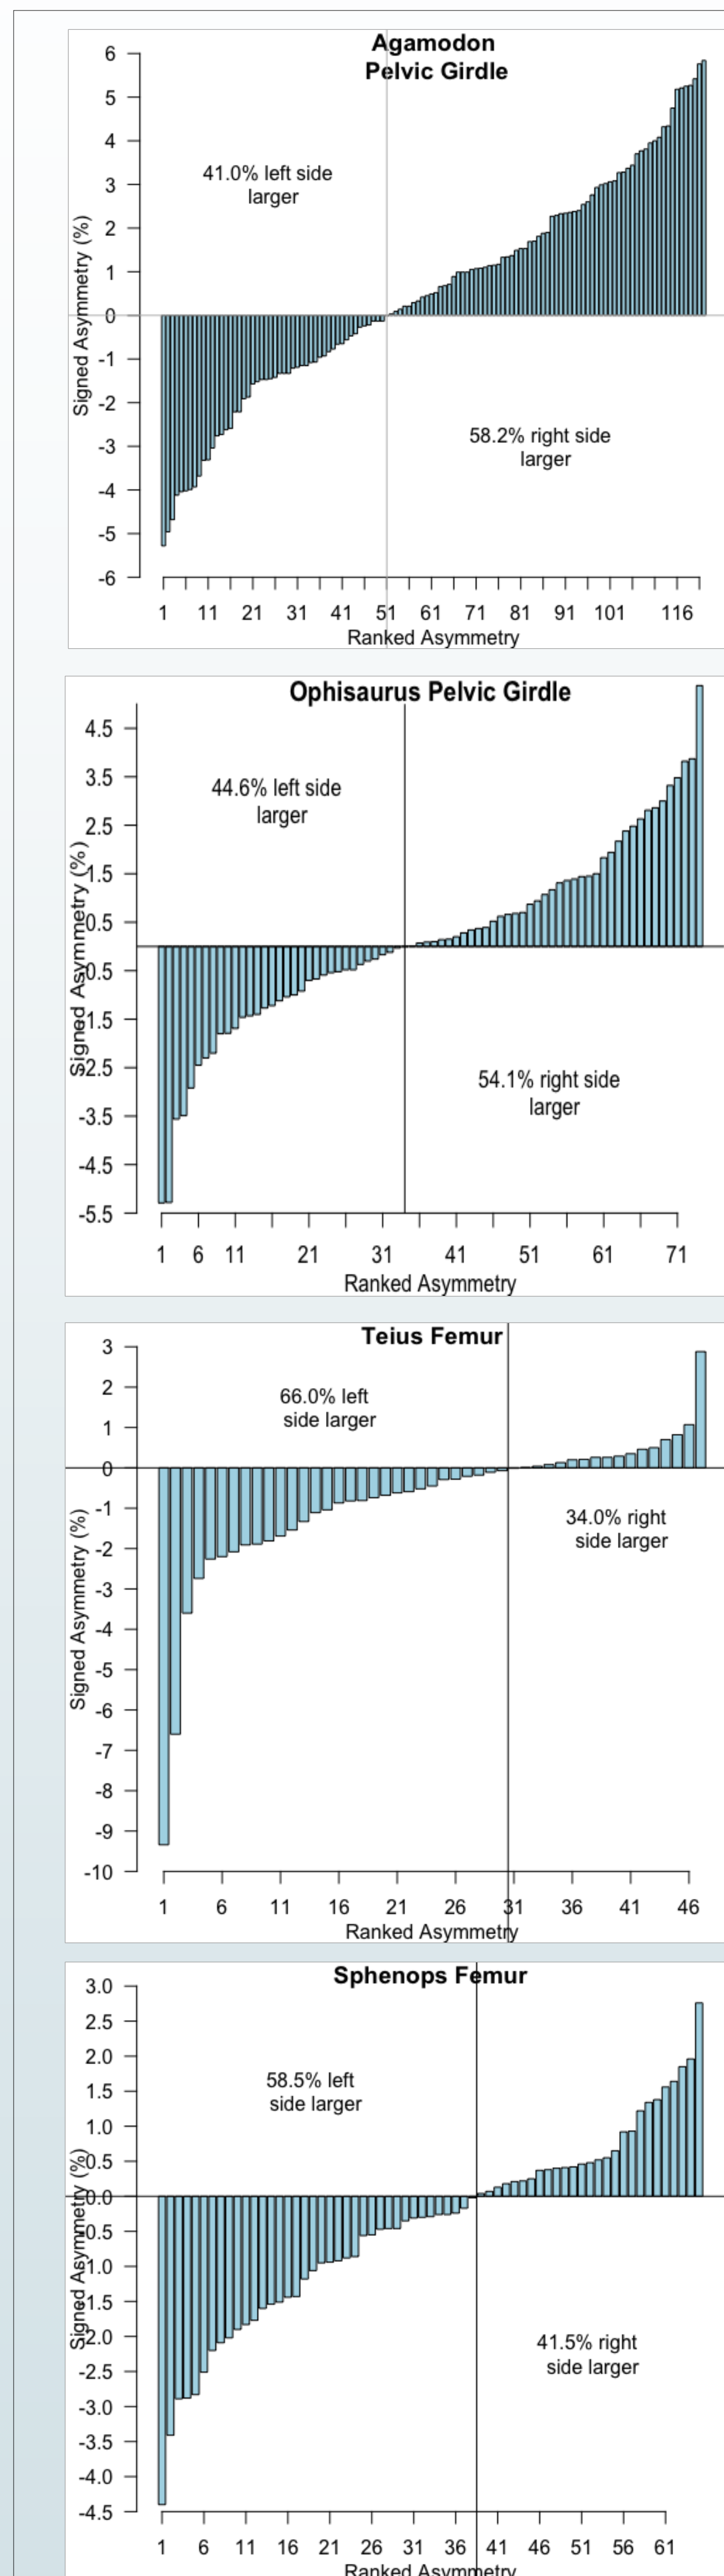 Agamodon
Pelvic Girdle
6
5
4
3
2
1
0
-1
-2
-3
-4
-5
-6
Signed Asymmetry (%)
41.0% left side
larger
58.2% right side
larger
1 11 21 31 41 51 61 71 81 91 101 116
Ranked Asymmetry
Ophisaurus Pelvic Girdle
4.5
3.5
2.5
1.5
0.5
-0.5
-1.5
-2.5
-3.5
-4.5
-5.5
Signed Asymmetry (%)
44.6% left side
larger
54.1% right side
larger
1 6 11 21 31 41 51 61 71
Ranked Asymmetry
Teius Femur
3
2
1
0
-1
-2
-3
-4
-5
-6
-7
-8
-9
-10
Signed Asymmetry (%)
66.0% left
side larger
34.0% right
side larger
1 6 11 16 21 26 31 36 41 46
Ranked Asymmetry
Sphenops Femur
3.0
2.5
2.0
1.5
1.0
0.5
0.0
-0.5
-1.0
-1.5
-2.0
-2.5
-3.0
-3.5
-4.0
-4.5
Signed Asymmetry (%)
58.5% left
side larger
41.5% right
side larger
1 6 11 16 21 26 31 36 41 46 51 56 61
Ranked Asymmetry